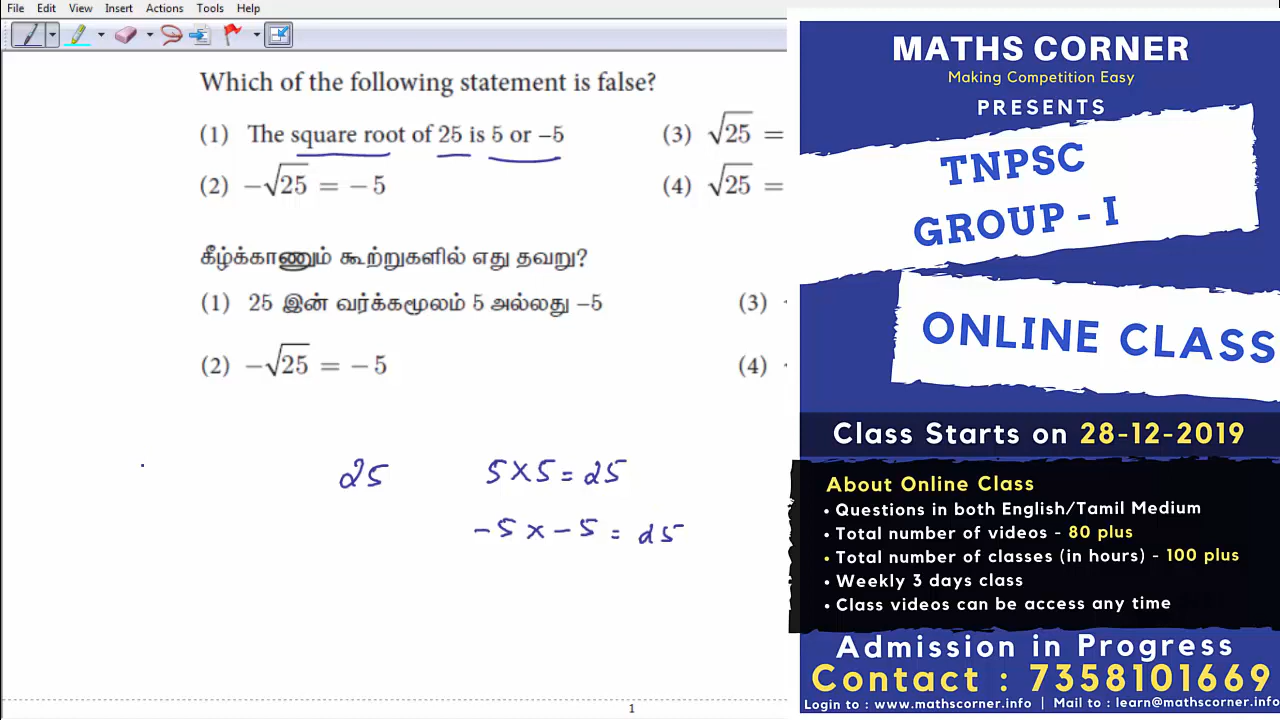 File Edit View Insert Actions Tools Help
Which of the following statement is false?
(1) The square root of 25 is 5 or −5
(3) √25 =
(2) −√25 = −5
(4) √25 =
கீழ்க்காணும் கூற்றுகளில் எது தவறு?
(1) 25 இன் வர்க்கமூலம் 5 அல்லது −5
(3)
(2) −√25 = −5
(4)
25 5×5=25
-5×-5=25
1
MATHS CORNER
Making Competition Easy
PRESENTS
TNPSC
GROUP - I
ONLINE CLASS
Class Starts on 28-12-2019
About Online Class
• Questions in both English/Tamil Medium
• Total number of videos - 80 plus
• Total number of classes (in hours) - 100 plus
• Weekly 3 days class
• Class videos can be access any time
Admission in Progress
Contact : 7358101669
Login to : www.mathscorner.info | Mail to : learn@mathscorner.info